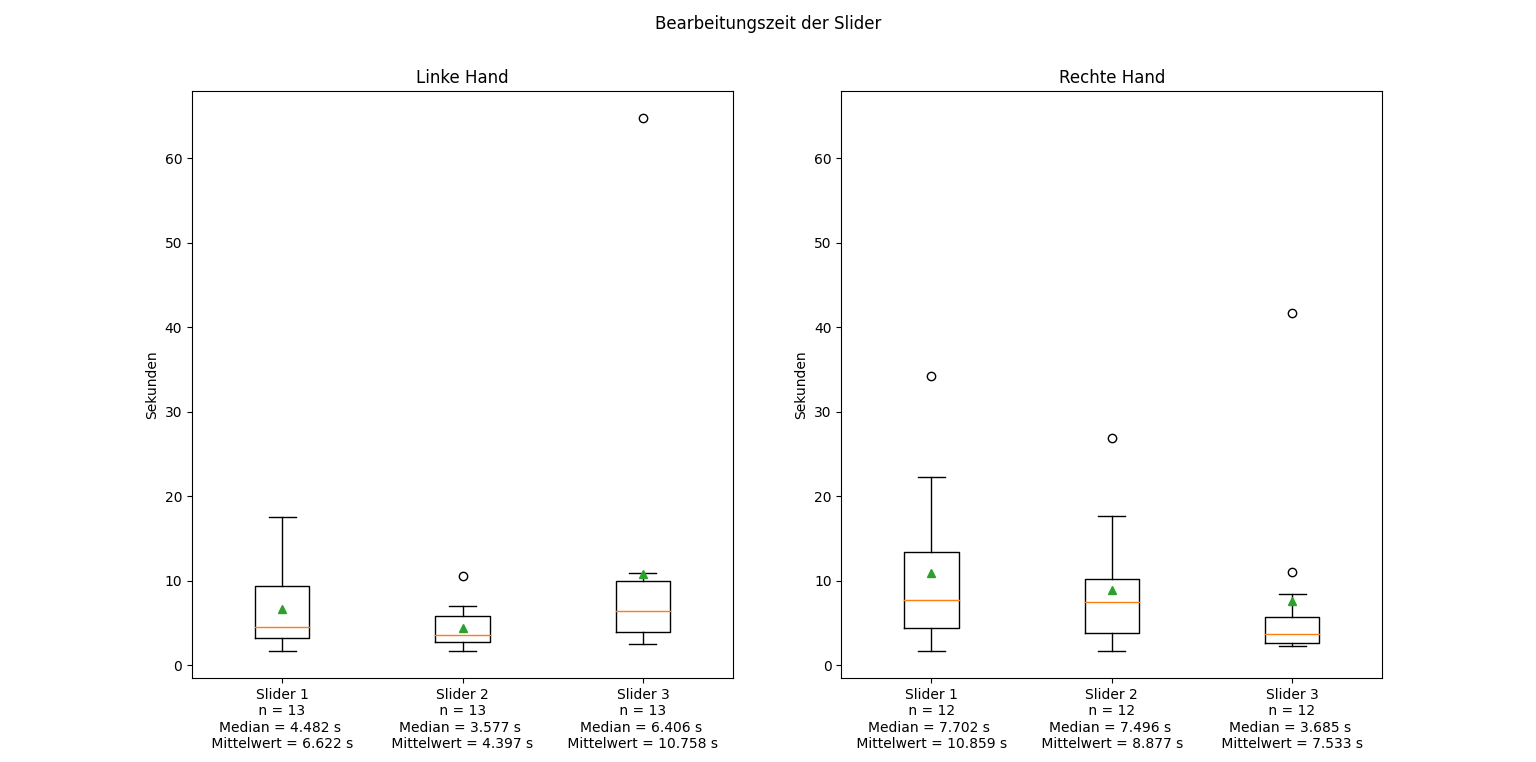 Bearbeitungszeit der Slider
Linke Hand
Sekunden
60
50
40
30
20
10
0
Slider 1
n = 13
Median = 4.482 s
Mittelwert = 6.622 s
Slider 2
n = 13
Median = 3.577 s
Mittelwert = 4.397 s
Slider 3
n = 13
Median = 6.406 s
Mittelwert = 10.758 s
Rechte Hand
Sekunden
60
50
40
30
20
10
0
Slider 1
n = 12
Median = 7.702 s
Mittelwert = 10.859 s
Slider 2
n = 12
Median = 7.496 s
Mittelwert = 8.877 s
Slider 3
n = 12
Median = 3.685 s
Mittelwert = 7.533 s